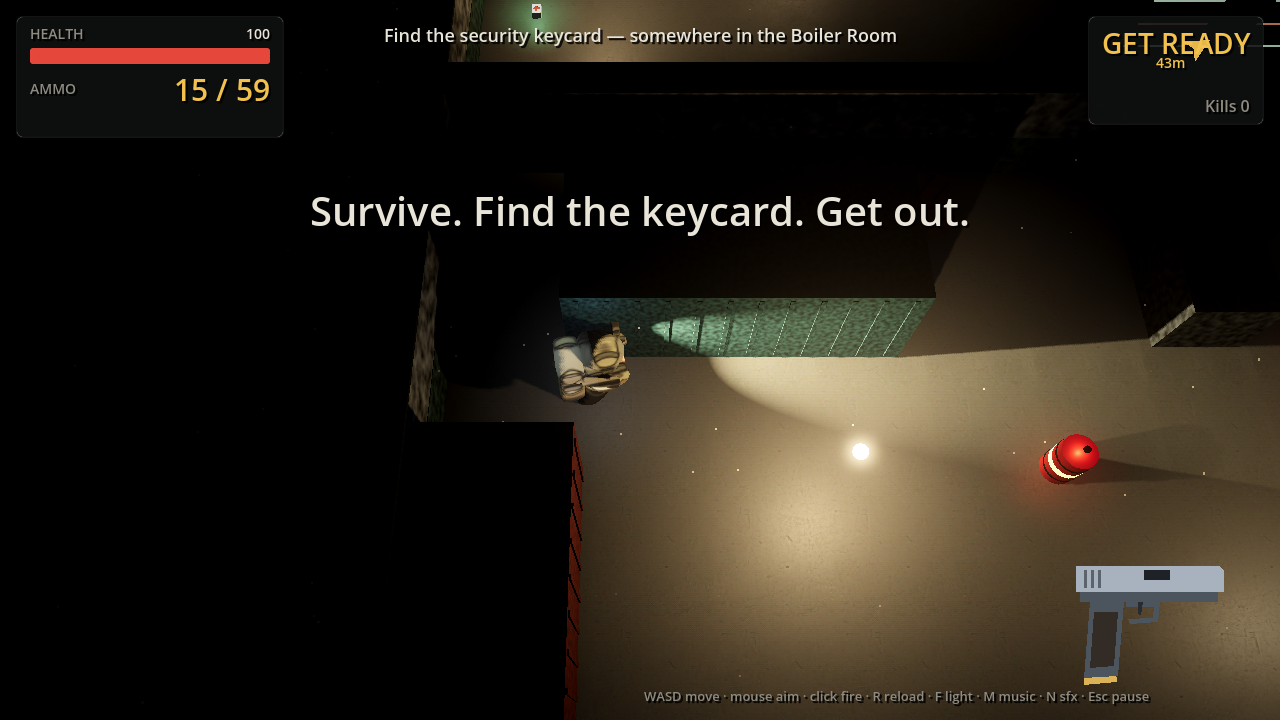 HEALTH 100
AMMO 15 / 59
Find the security keycard — somewhere in the Boiler Room
GET READY
43m
Kills 0
Survive. Find the keycard. Get out.
WASD move · mouse aim · click fire · R reload · F light · M music · N sfx · Esc pause